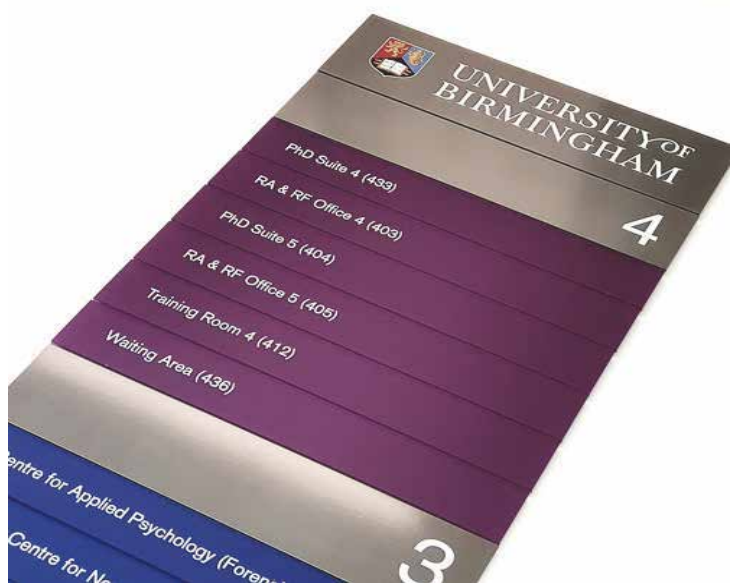 UNIVERSITY OF
BIRMINGHAM
4
PhD Suite 4 (433)
RA & RF Office 4 (403)
PhD Suite 5 (404)
RA & RF Office 5 (405)
Training Room 4 (412)
Waiting Area (436)
3
Centre for Applied Psychology
Centre for